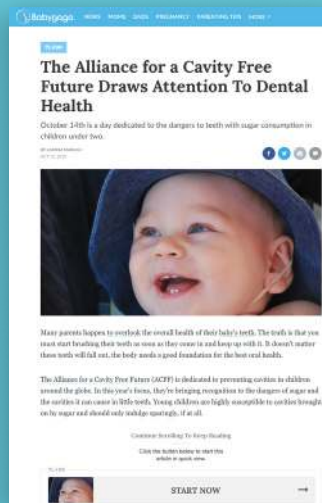 Babygaga NEWS MOMS DADS PREGNANCY PARENTING TIPS MORE
The Alliance for a Cavity Free
Future Draws Attention To Dental
Health
October 14th is a day dedicated to the dangers to teeth with sugar consumption in
children under two.
Many parents happen to overlook the overall health of their baby's teeth. The truth is that you
must start brushing their teeth as soon as they come in and keep up with it. It doesn't matter
these teeth will fall out, the body needs a good foundation for the best oral health.
The Alliance for a Cavity Free Future (ACFF) is dedicated to preventing cavities in children
around the globe. In this year's focus, they're bringing recognition to the dangers of sugar and
the cavities it can cause in little teeth. Young children are highly susceptible to cavities brought
on by sugar and should only indulge sparingly, if at all.
Continue Scrolling To Keep Reading
Click the button below to start this
article in quick view.
START NOW